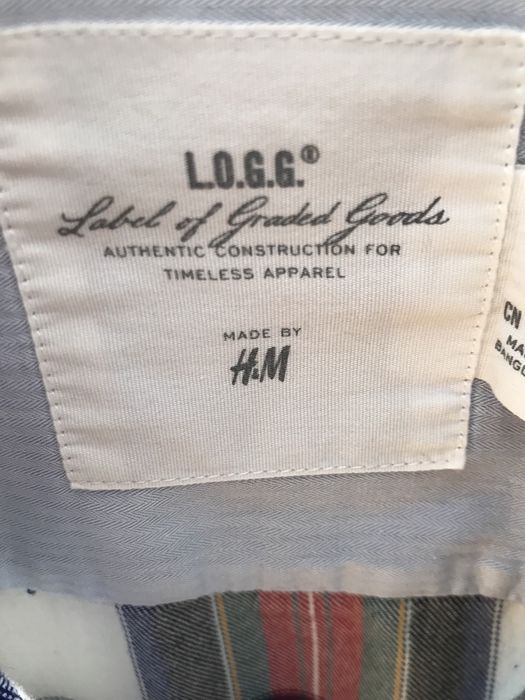 L.O.G.G.®
Label of Graded Goods
AUTHENTIC CONSTRUCTION FOR
TIMELESS APPAREL
MADE BY
H&M
CN